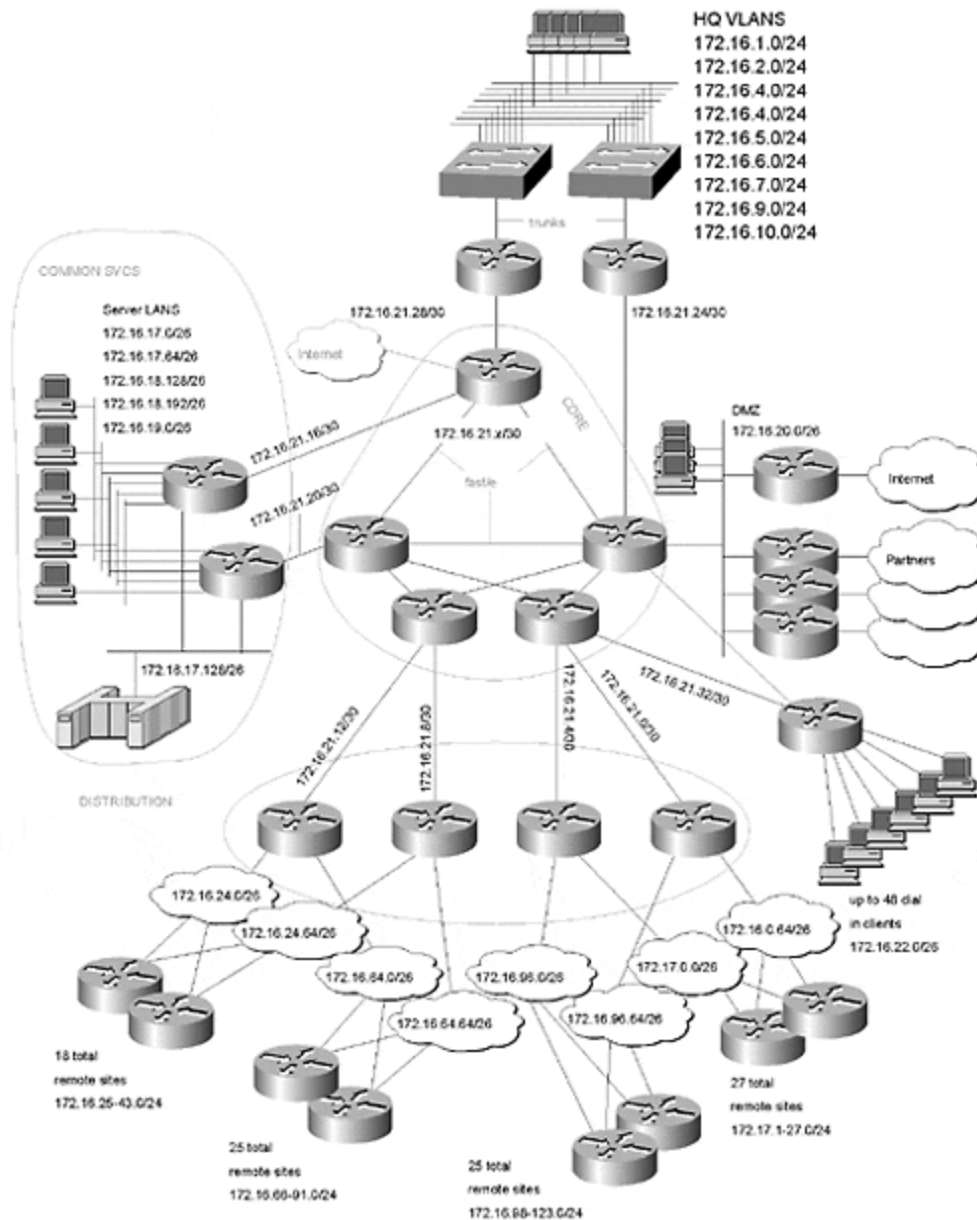 HQ VLANS
172.16.1.0/24
172.16.2.0/24
172.16.4.0/24
172.16.4.0/24
172.16.5.0/24
172.16.6.0/24
172.16.7.0/24
172.16.9.0/24
172.16.10.0/24
trunks
COMMON SVCS
Server LANS
172.16.17.0/26
172.16.17.64/26
172.16.18.128/26
172.16.18.192/26
172.16.19.0/26
172.16.21.28/30
172.16.21.24/30
Internet
CORE
172.16.21.x/30
172.16.21.16/30
fast/e
172.16.21.20/30
DMZ
172.16.20.0/26
Internet
Partners
172.16.17.128/26
172.16.21.12/30
172.16.21.8/30
172.16.21.4/30
172.16.21.0/30
172.16.21.32/30
DISTRIBUTION
up to 48 dial
in clients
172.16.22.0/26
172.16.24.0/26
172.16.24.64/26
172.16.64.0/26
172.16.64.64/26
172.16.96.0/26
172.16.96.64/26
172.17.0.0/26
172.16.0.64/26
18 total
remote sites
172.16.25-43.0/24
25 total
remote sites
172.16.66-91.0/24
25 total
remote sites
172.16.98-123.0/24
27 total
remote sites
172.17.1-27.0/24